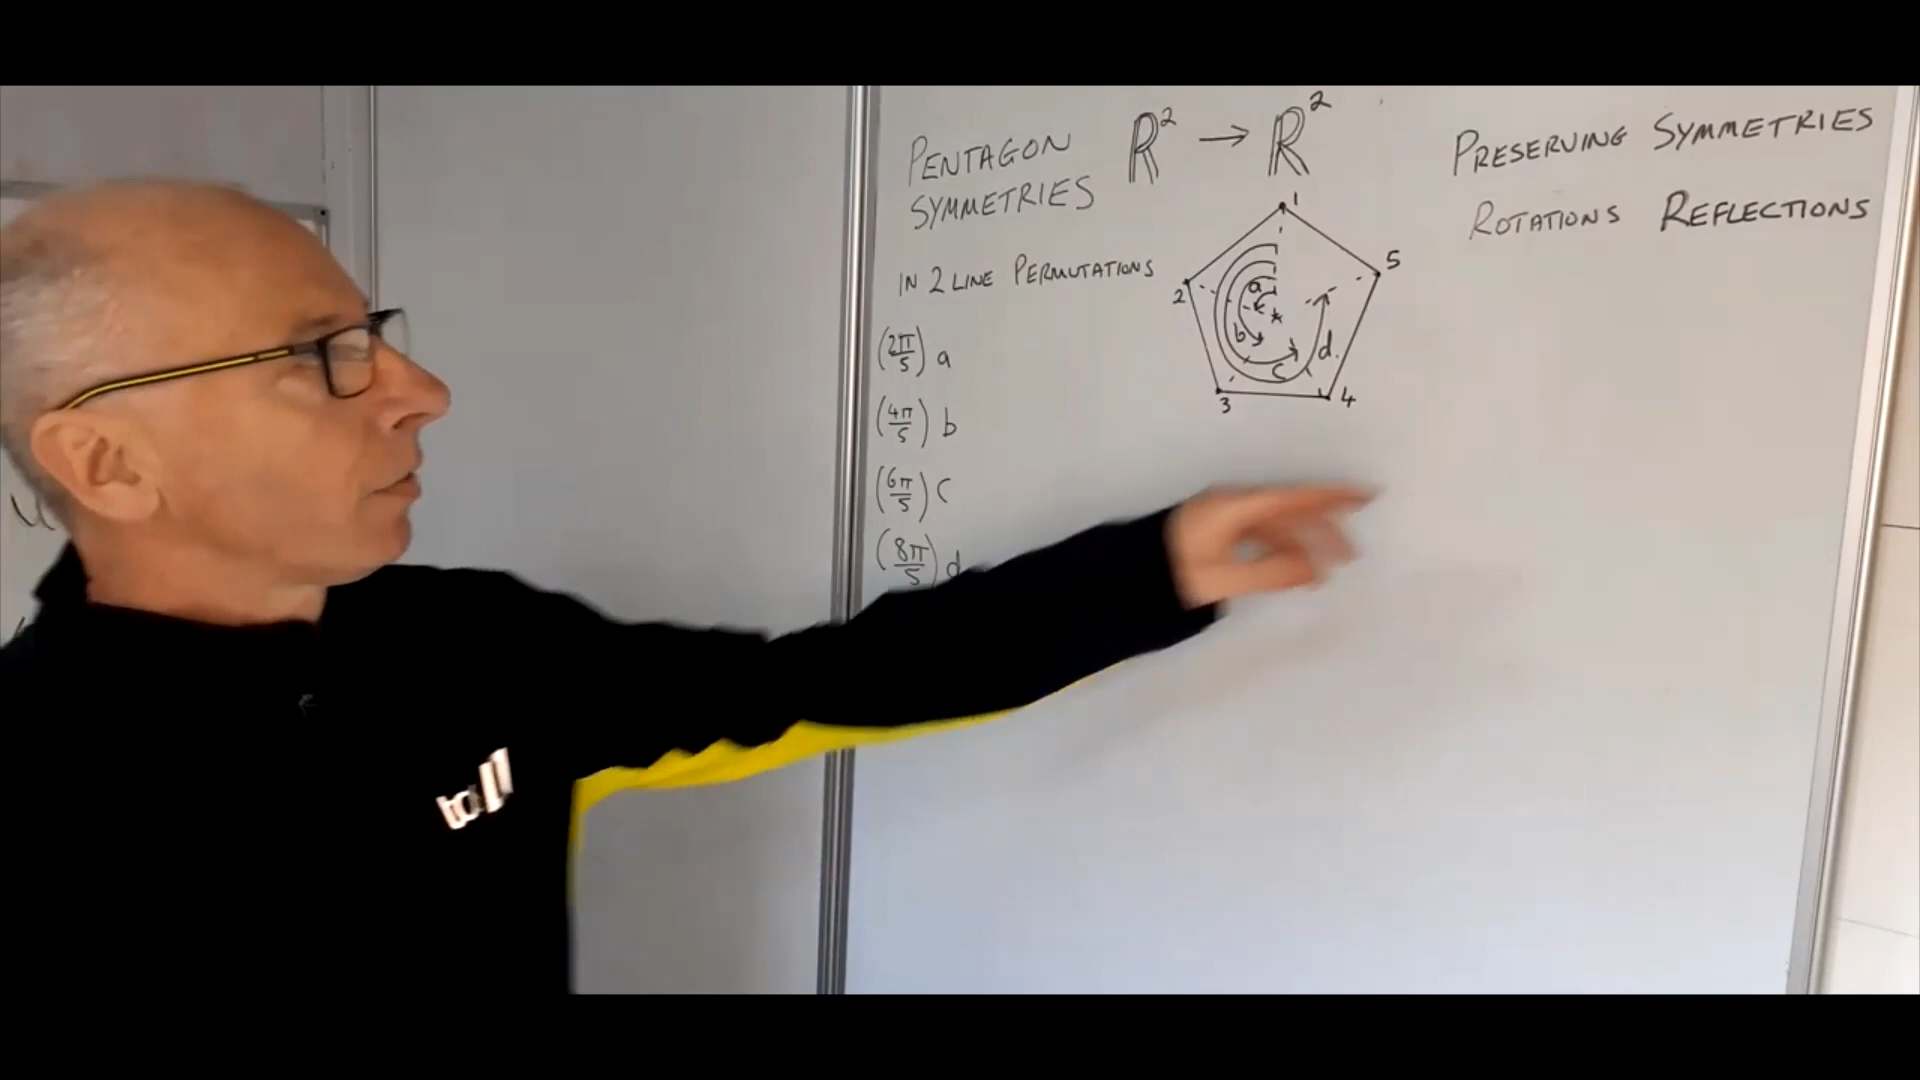 PENTAGON SYMMETRIES
R² → R²
PRESERVING SYMMETRIES
ROTATIONS REFLECTIONS
IN 2 LINE PERMUTATIONS
(2π/5) a
(4π/5) b
(6π/5) c
(8π/5) d
1
2
3
4
5
a
b
c
d